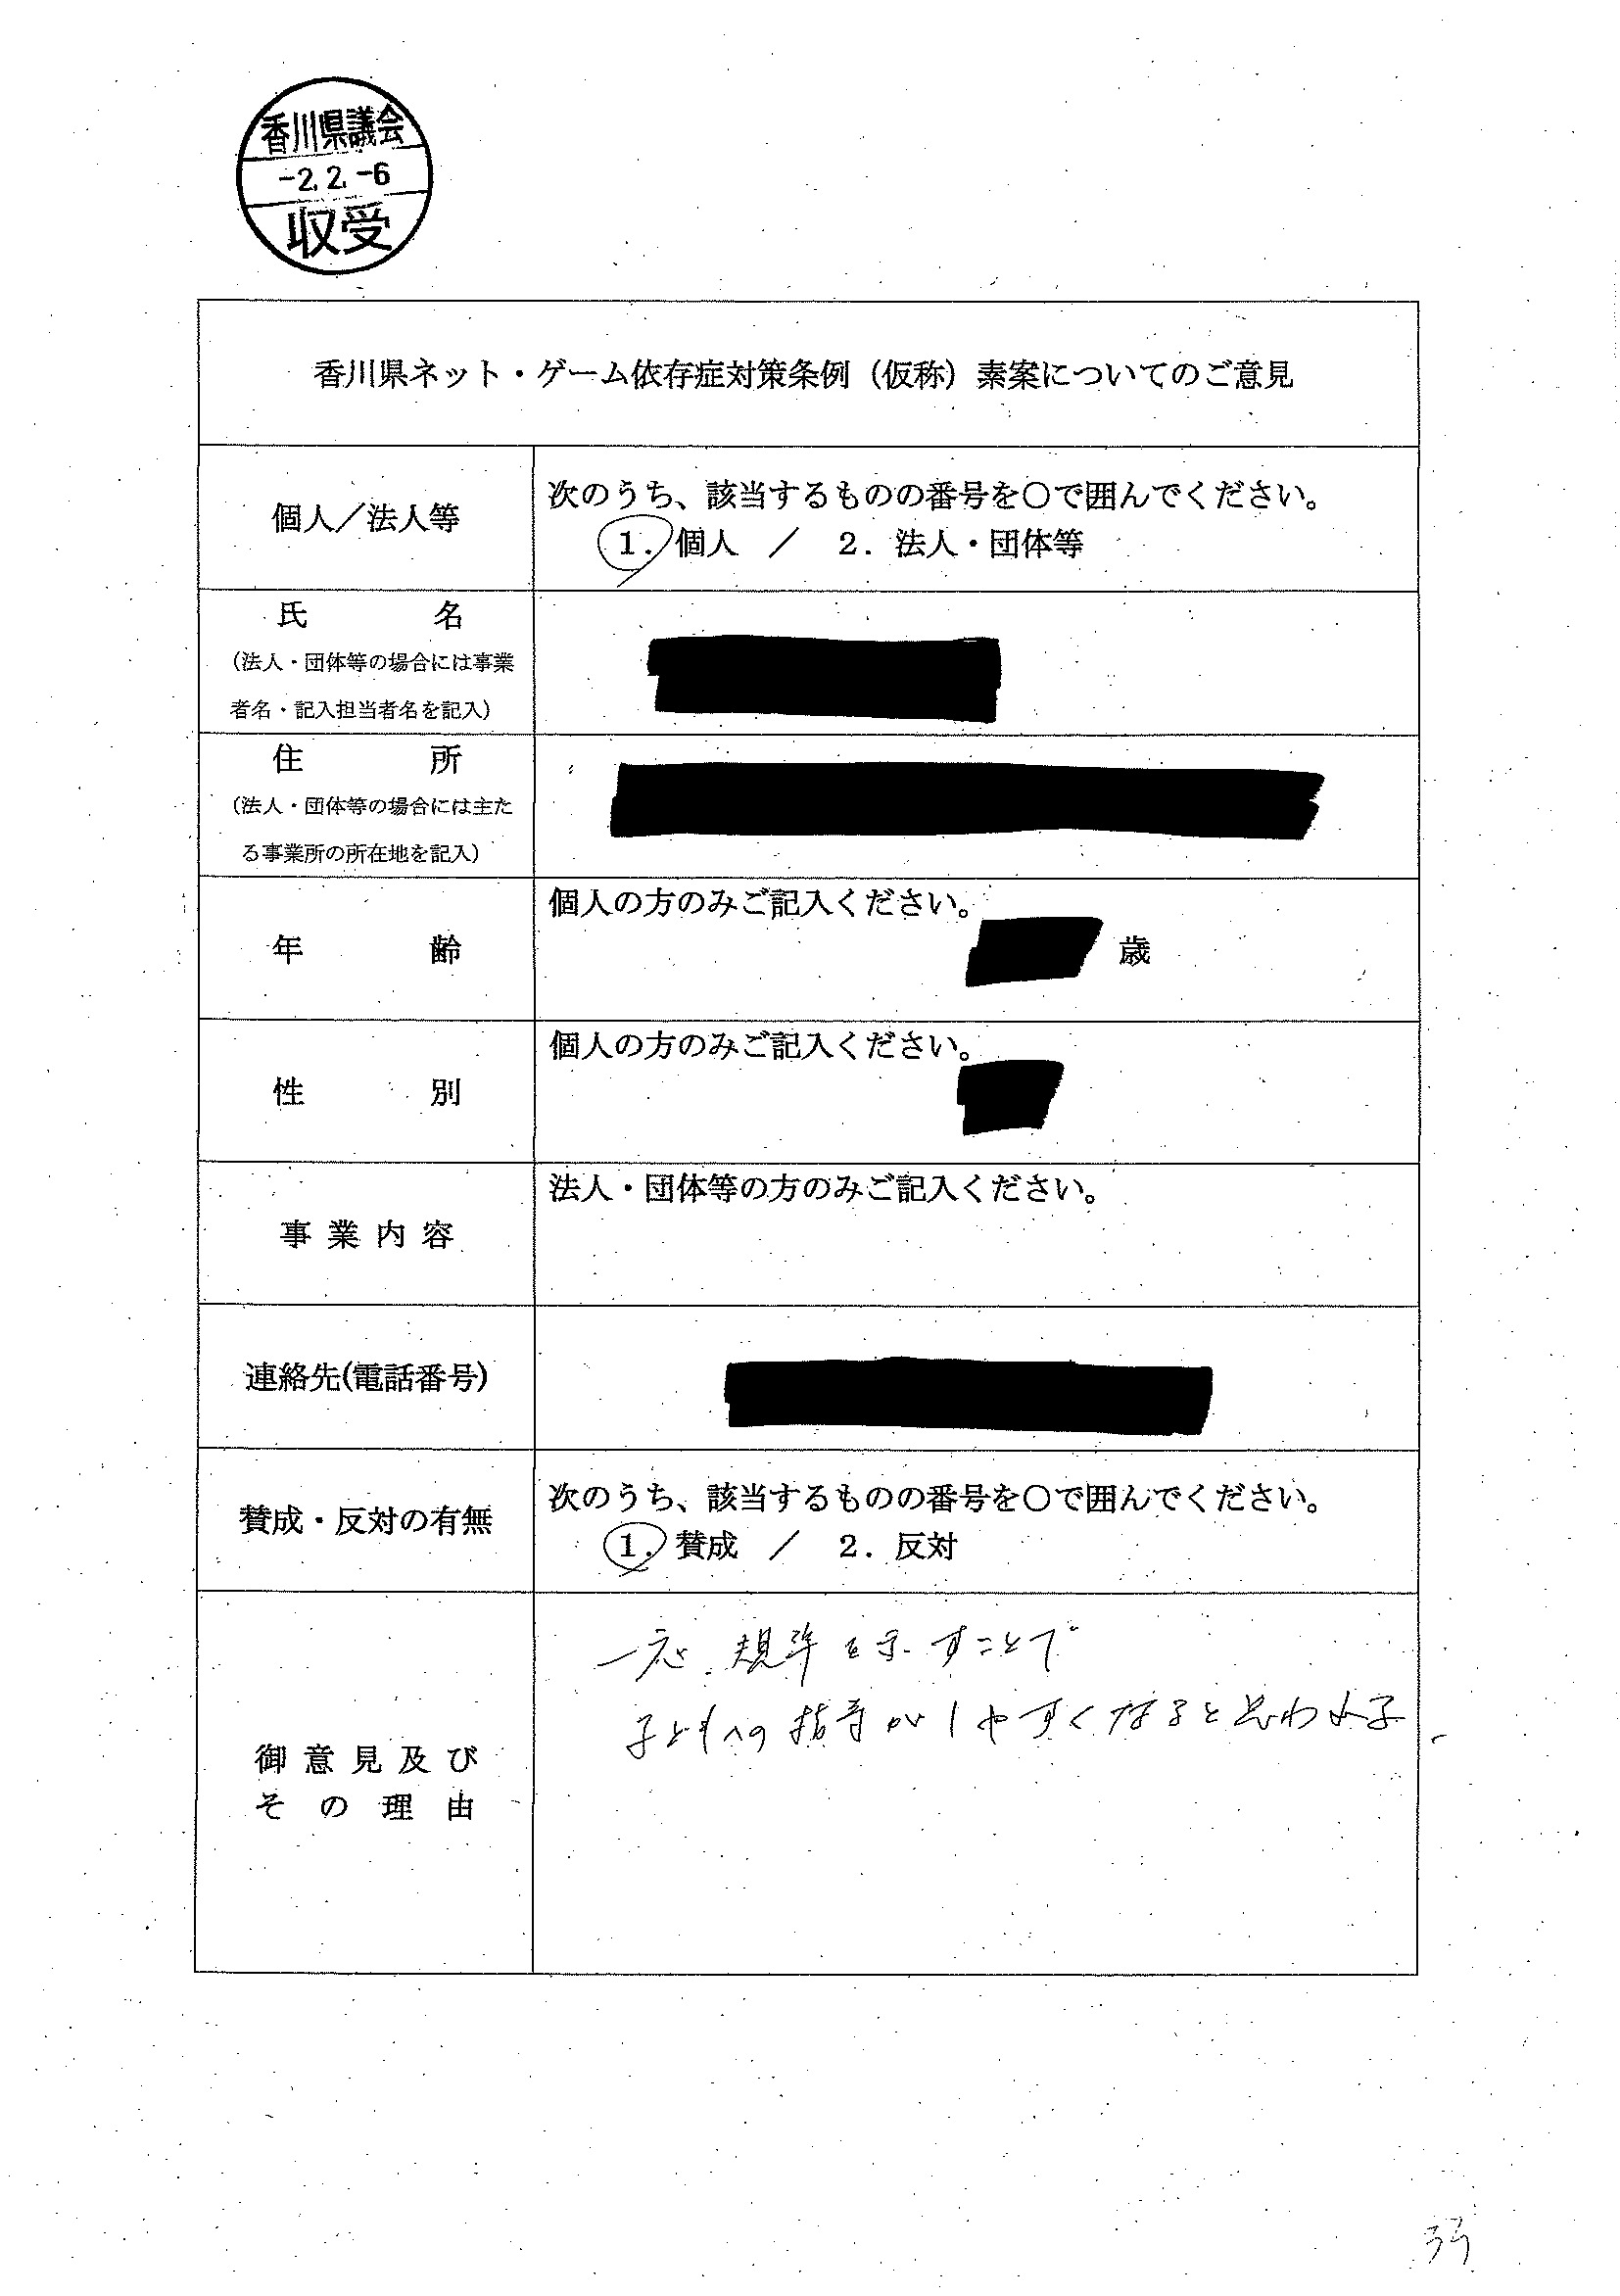 香川県議会
-2.2.-6
収受
香川県ネット・ゲーム依存症対策条例（仮称）素案についてのご意見
個人／法人等
次のうち、該当するものの番号を○で囲んでください。
1．個人　／　2．法人・団体等
氏　名
（法人・団体等の場合には事業
者名・記入担当者名を記入）
住　所
（法人・団体等の場合には主た
る事業所の所在地を記入）
年　齢
個人の方のみご記入ください。
歳
性　別
個人の方のみご記入ください。
事業内容
法人・団体等の方のみご記入ください。
連絡先(電話番号)
賛成・反対の有無
次のうち、該当するものの番号を○で囲んでください。
1．賛成　／　2．反対
御意見及び
その理由
一応、規準を示すことで
子どもへの指導がしやすくなると思われる